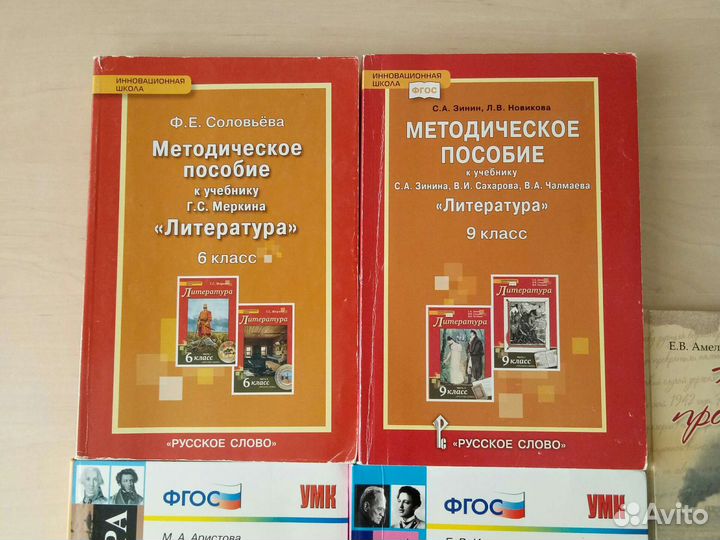 ИННОВАЦИОННАЯ
ШКОЛА
Ф.Е. Соловьёва
Методическое
пособие
к учебнику
Г.С. Меркина
«Литература»
6 класс
Литература
6 класс
6 класс
«РУССКОЕ СЛОВО»
ИННОВАЦИОННАЯ
ШКОЛА
ФГОС
С.А. Зинин, Л.В. Новикова
МЕТОДИЧЕСКОЕ
ПОСОБИЕ
к учебнику
С.А. Зинина, В.И. Сахарова, В.А. Чалмаева
«Литература»
9 класс
Литература
Литература
9 класс
9 класс
«РУССКОЕ СЛОВО»
Е.В. Амел
ФГОС
УМК
М. А. Аристова
ФГОС
УМК
Avito